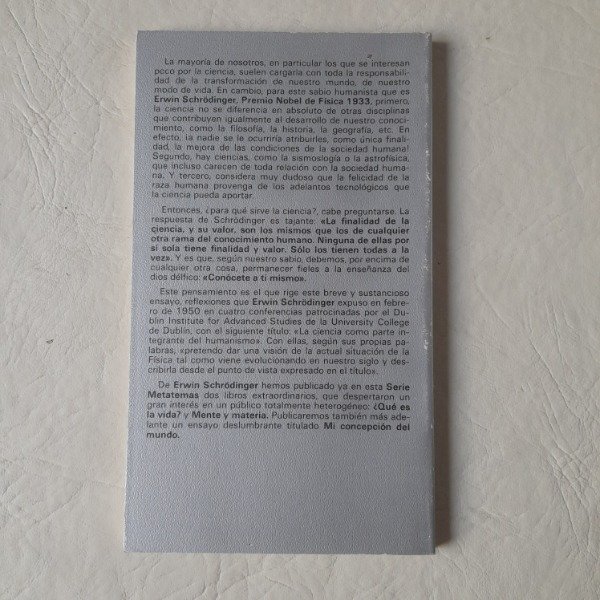 La mayoría de nosotros, en particular los que se interesan
poco por la ciencia, suelen cargarla con toda la responsabili-
dad de la transformación de nuestro mundo, de nuestro
modo de vida. En cambio, para este sabio humanista que es
Erwin Schrödinger, Premio Nobel de Física 1933, primero,
la ciencia no se diferencia en absoluto de otras disciplinas
que contribuyen igualmente al desarrollo de nuestro conoci-
miento, como la filosofía, la historia, la geografía, etc. En
efecto, ¡a nadie se le ocurriría atribuirles, como única finali-
dad, la mejora de las condiciones de la sociedad humana!
Segundo, hay ciencias, como la sismosiología o la astrofísica,
que incluso carecen de toda relación con la sociedad huma-
na. Y tercero, considera muy dudoso que la felicidad de la
raza humana provenga de los adelantos tecnológicos que
la ciencia pueda aportar.
Entonces, ¿para qué sirve la ciencia?, cabe preguntarse. La
respuesta de Schrödinger es tajante: «La finalidad de la
ciencia, y su valor, son los mismos que los de cualquier
otra rama del conocimiento humano. Ninguna de ellas por
sí sola tiene finalidad y valor. Sólo los tienen todas a la
vez». Y es que, según nuestro sabio, debemos, por encima de
cualquier otra cosa, permanecer fieles a la enseñanza del
dios délfico: «Conócete a ti mismo».
Este pensamiento es el que rige este breve y sustancioso
ensayo, reflexiones que Erwin Schrödinger expuso en febre-
ro de 1950 en cuatro conferencias patrocinadas por el Du-
blin Institute for Advanced Studies de la University College
de Dublín, con el siguiente título: «La ciencia como parte in-
tegrante del humanismo». Con ellas, según sus propias pa-
labras, «pretendo dar una visión de la actual situación de la
Física tal como viene evolucionando en nuestro siglo y des-
cribirla desde el punto de vista expresado en el título».
De Erwin Schrödinger hemos publicado ya en esta Serie
Metatemas dos libros extraordinarios, que despertaron un
gran interés en un público totalmente heterogéneo: ¿Qué es
la vida? y Mente y materia. Publicaremos también más ade-
lante un ensayo deslumbrante titulado Mi concepción del
mundo.